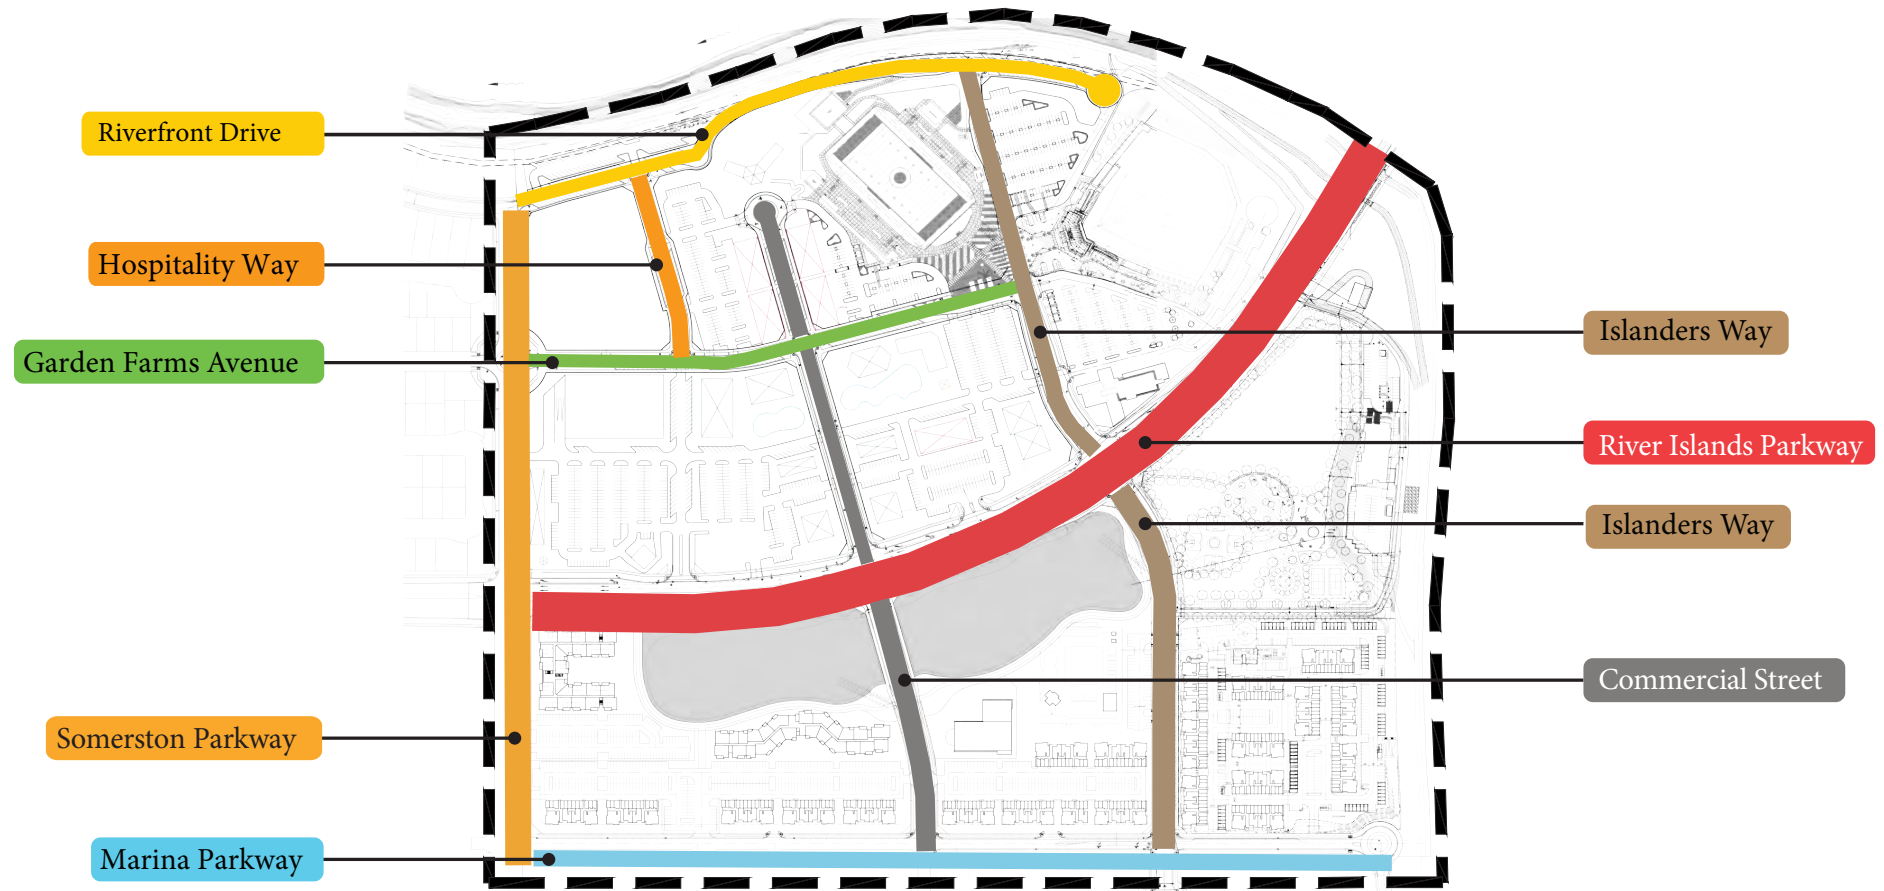 Riverfront Drive
Hospitality Way
Garden Farms Avenue
Somerston Parkway
Marina Parkway
Islanders Way
River Islands Parkway
Islanders Way
Commercial Street